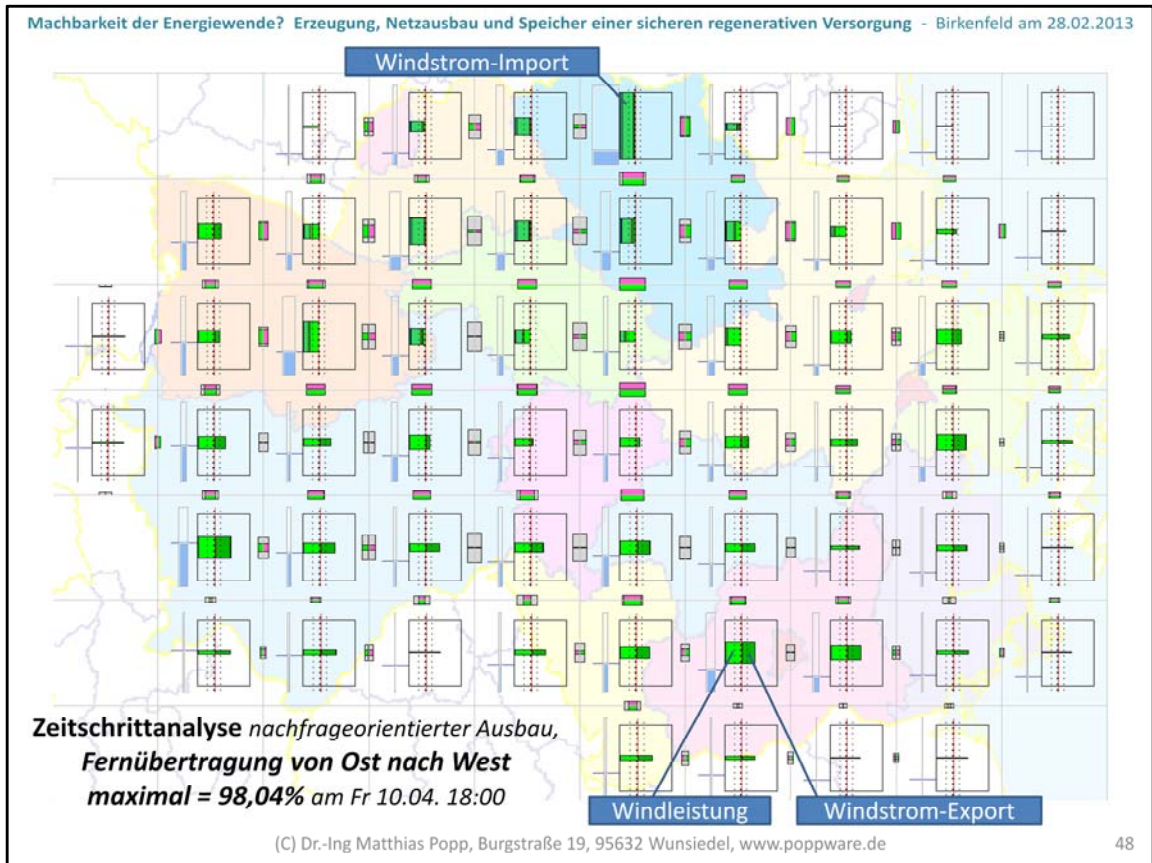 Machbarkeit der Energiewende? Erzeugung, Netzausbau und Speicher einer sicheren regenerativen Versorgung - Birkenfeld am 28.02.2013
Windstrom-Import
Zeitschrittanalyse nachfrageorientierter Ausbau,
Fernübertragung von Ost nach West
maximal = 98,04% am Fr 10.04. 18:00
Windleistung
Windstrom-Export
(C) Dr.-Ing Matthias Popp, Burgstraße 19, 95632 Wunsiedel, www.poppware.de
48